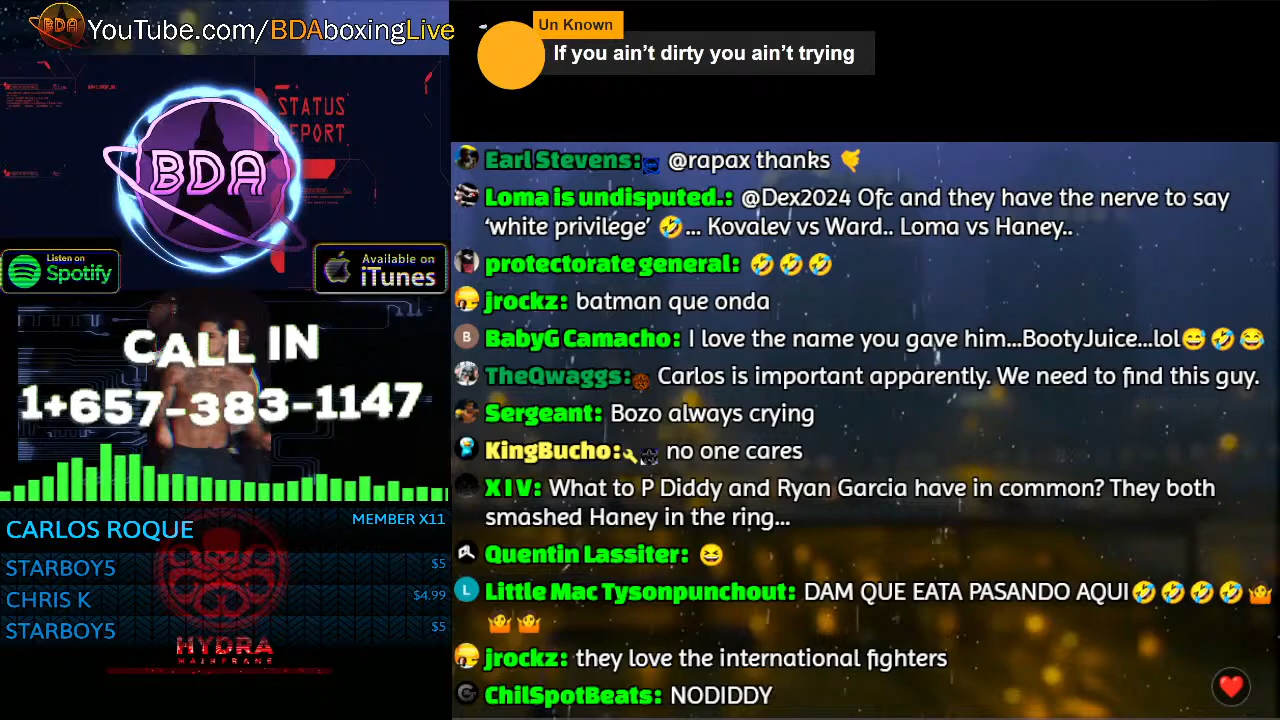 YouTube.com/BDAboxingLive
BDA
STATUS
REPORT
BDA
Listen on
Spotify
Available on
iTunes
CALL IN
1+657-383-1147
CARLOS ROQUE
MEMBER X11
STARBOY5
$5
CHRIS K
$4.99
STARBOY5
$5
HYDRA
MAINFRAME
Un Known
If you ain’t dirty you ain’t trying
Earl Stevens: @rapax thanks 🤙
Loma is undisputed.: @Dex2024 Ofc and they have the nerve to say
‘white privilege’ 🤣... Kovalev vs Ward.. Loma vs Haney..
protectorate general: 🤣🤣🤣
jrockz: batman que onda
B
BabyG Camacho: I love the name you gave him...BootyJuice...lol😅🤣😂
TheQwaggs: Carlos is important apparently. We need to find this guy.
Sergeant: Bozo always crying
KingBucho: no one cares
X I V: What to P Diddy and Ryan Garcia have in common? They both
smashed Haney in the ring...
Quentin Lassiter: 😆
L
Little Mac Tysonpunchout: DAM QUE EATA PASANDO AQUI🤣🤣🤣🤣🤷
🤷🤷
jrockz: they love the international fighters
ChilSpotBeats: NODIDDY